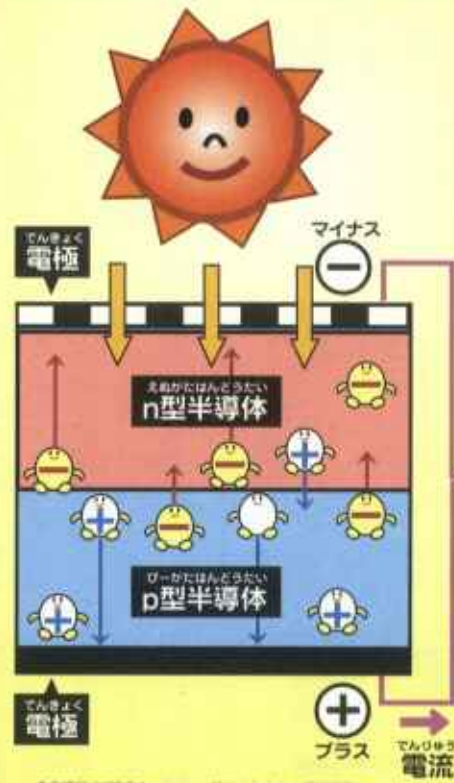 マイナス
でんきょく
電極
−
えぬがたはんどうたい
n型半導体
ぴーがたはんどうたい
p型半導体
でんきょく
電極
+
プラス
でんりゅう
電流